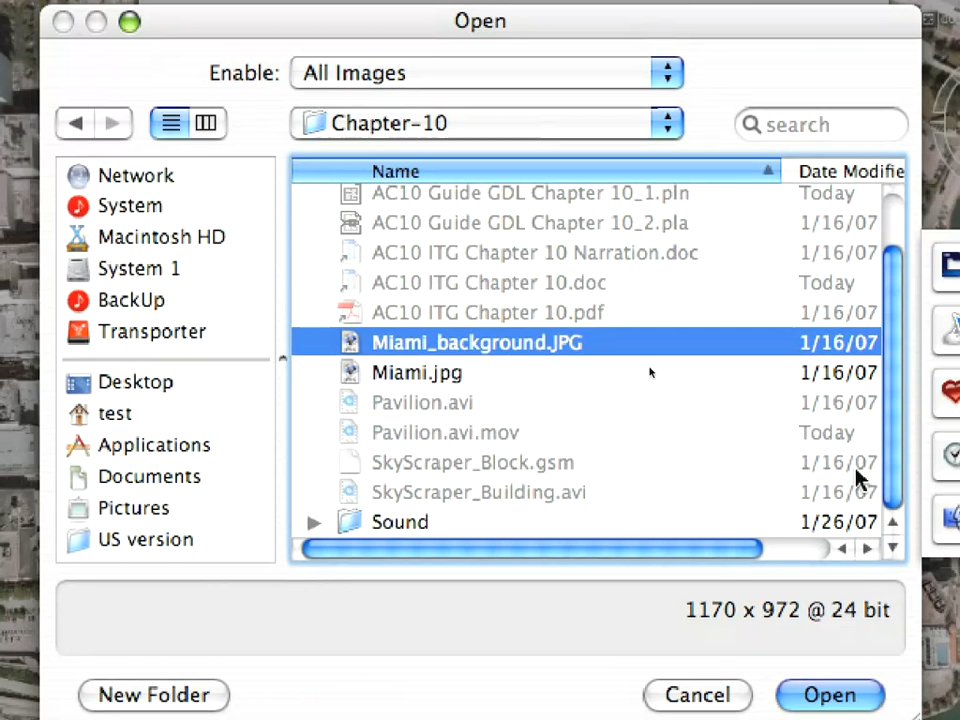 Open
Enable: All Images
Chapter-10
search
Network
System
Macintosh HD
System 1
BackUp
Transporter
Desktop
test
Applications
Documents
Pictures
US version
Name Date Modifie
AC10 Guide GDL Chapter 10_1.pln Today
AC10 Guide GDL Chapter 10_2.pla 1/16/07
AC10 ITG Chapter 10 Narration.doc 1/16/07
AC10 ITG Chapter 10.doc Today
AC10 ITG Chapter 10.pdf 1/16/07
Miami_background.JPG 1/16/07
Miami.jpg 1/16/07
Pavilion.avi 1/16/07
Pavilion.avi.mov Today
SkyScraper_Block.gsm 1/16/07
SkyScraper_Building.avi 1/16/07
Sound 1/26/07
1170 x 972 @ 24 bit
New Folder Cancel Open